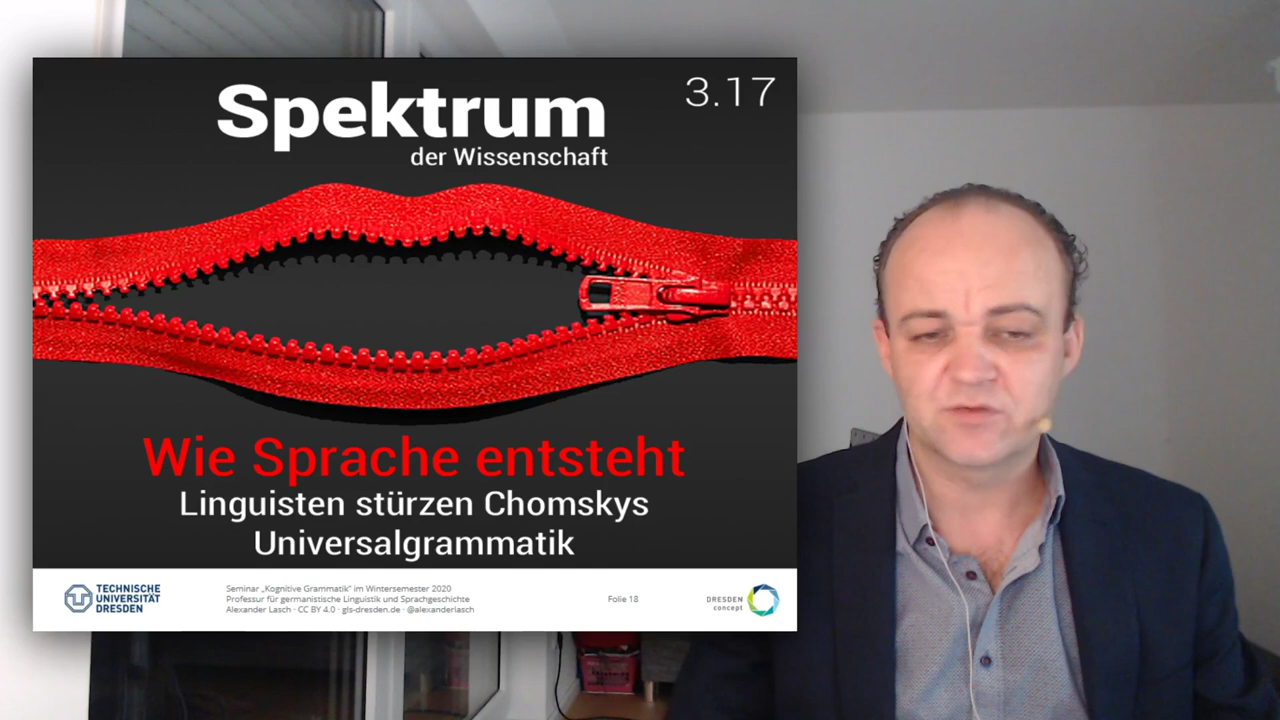 Spektrum
der Wissenschaft
3.17
Wie Sprache entsteht
Linguisten stürzen Chomskys
Universalgrammatik
TECHNISCHE
UNIVERSITÄT
DRESDEN
Seminar „Kognitive Grammatik“ im Wintersemester 2020
Professur für germanistische Linguistik und Sprachgeschichte
Alexander Lasch · CC BY 4.0 · gls-dresden.de · @alexanderlasch
Folie 18
DRESDEN
concept